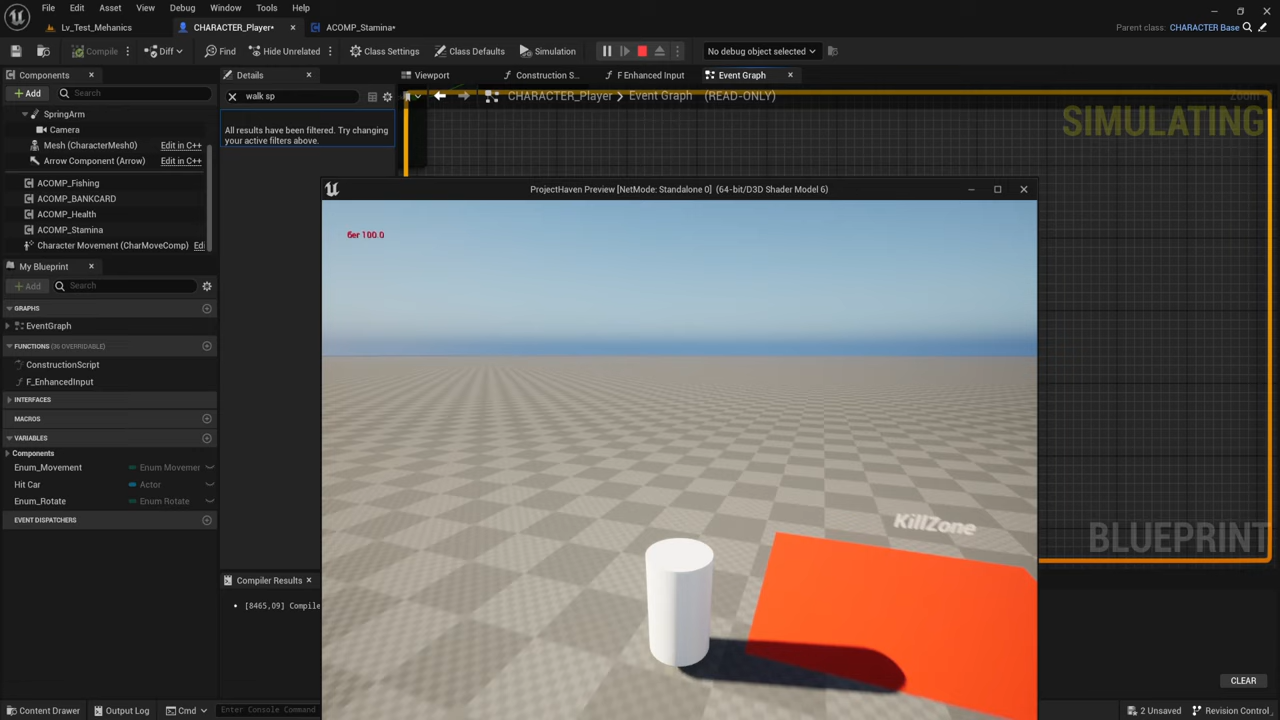 File Edit Asset View Debug Window Tools Help
Lv_Test_Mehanics CHARACTER_Player* ACOMP_Stamina* Parent class: CHARACTER Base
Compile Diff Find Hide Unrelated Class Settings Class Defaults Simulation No debug object selected
Components Details Viewport Construction S... F Enhanced Input Event Graph
+ Add Search walk sp CHARACTER_Player > Event Graph (READ-ONLY) Zoom
SIMULATING
SpringArm
Camera
All results have been filtered. Try changing
your active filters above.
Mesh (CharacterMesh0) Edit in C++
Arrow Component (Arrow) Edit in C++
ACOMP_Fishing
ACOMP_BANKCARD
ACOMP_Health
ACOMP_Stamina
Character Movement (CharMoveComp) Edi
ProjectHaven Preview [NetMode: Standalone 0] (64-bit/D3D Shader Model 6)
бег 100.0
My Blueprint
+ Add Search
GRAPHS
EventGraph
FUNCTIONS (36 OVERRIDABLE)
ConstructionScript
F_EnhancedInput
INTERFACES
MACROS
VARIABLES
Components
Enum_Movement Enum Movemer
Hit Car Actor
Enum_Rotate Enum Rotate
EVENT DISPATCHERS
KillZone
BLUEPRINT
Compiler Results
[8465,09] Compile
CLEAR
Content Drawer Output Log Cmd Enter Console Command 2 Unsaved Revision Control